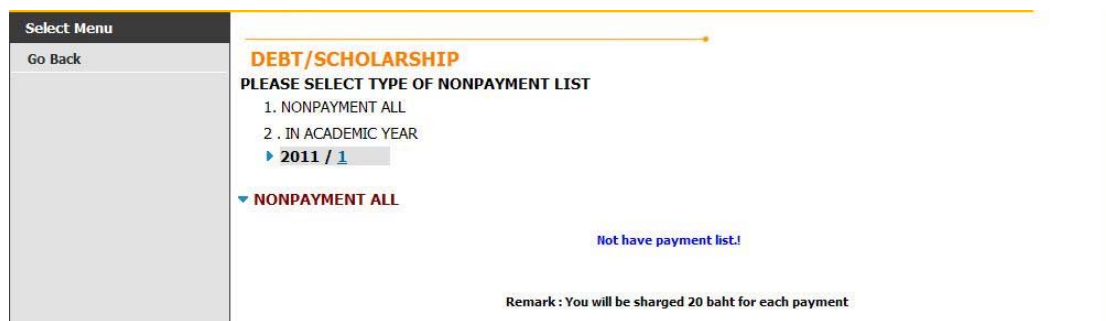 Select Menu
Go Back
DEBT/SCHOLARSHIP
PLEASE SELECT TYPE OF NONPAYMENT LIST
1. NONPAYMENT ALL
2 . IN ACADEMIC YEAR
2011 / 1
NONPAYMENT ALL
Not have payment list.!
Remark : You will be sharged 20 baht for each payment